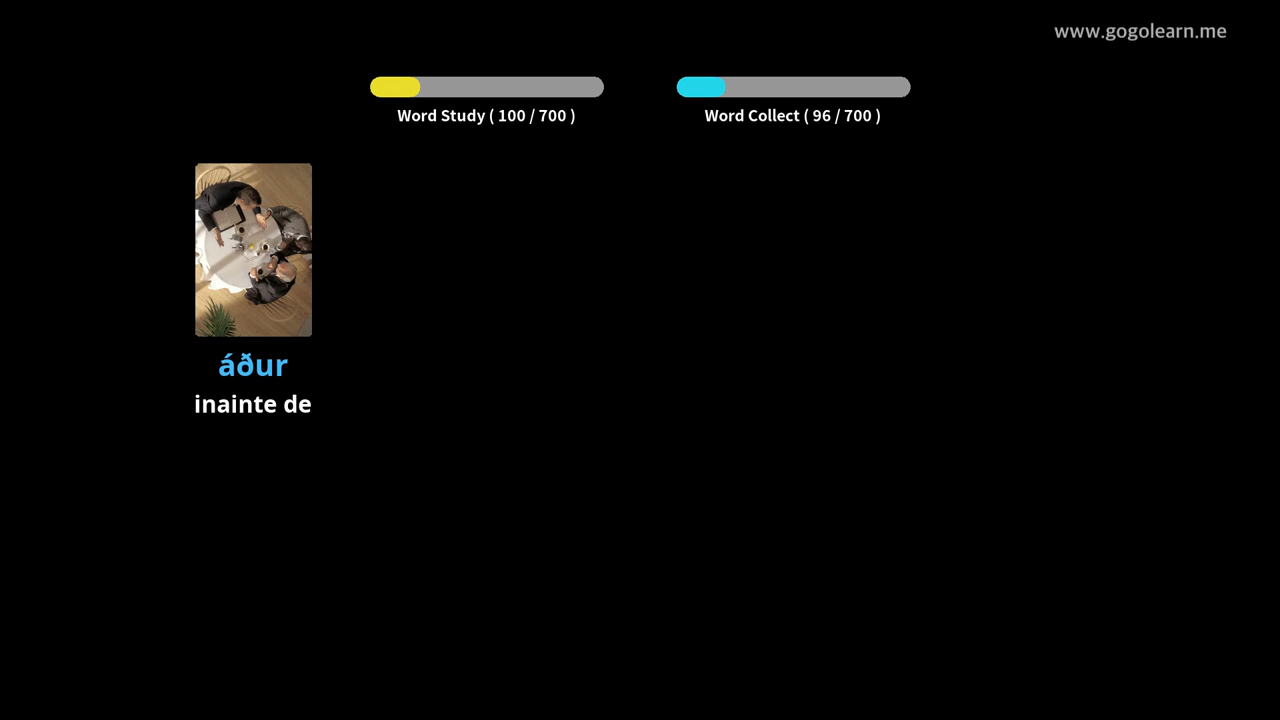 www.gogolearn.me
Word Study ( 100 / 700 )
Word Collect ( 96 / 700 )
áður
inainte de